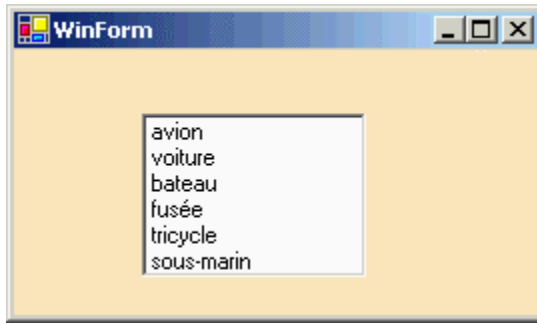 WinForm
avion
voiture
bateau
fusée
tricycle
sous-marin